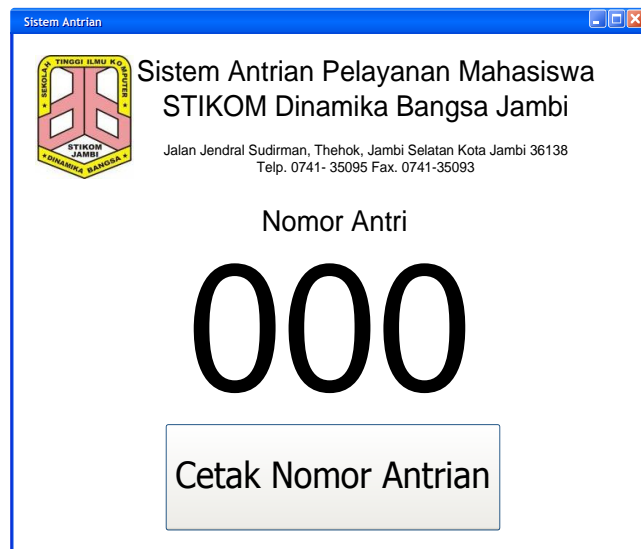 Sistem Antrian
SEKOLAH TINGGI ILMU KOMPUTER
STIKOM
JAMBI
DINAMIKA BANGSA
Sistem Antrian Pelayanan Mahasiswa
STIKOM Dinamika Bangsa Jambi
Jalan Jendral Sudirman, Thehok, Jambi Selatan Kota Jambi 36138
Telp. 0741- 35095 Fax. 0741-35093
Nomor Antri
000
Cetak Nomor Antrian